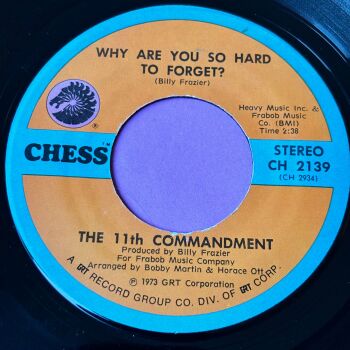 WHY ARE YOU SO HARD
TO FORGET?
(Billy Frazier)
Heavy Music Inc. &
Frabob Music
Co. (BMI)
Time 2:38
®
CHESS™
STEREO
CH 2139
(CH 2934)
THE 11th COMMANDMENT
Produced by Billy Frazier
For Frabob Music Company
Arranged by Bobby Martin & Horace Ott
℗ 1973 GRT Corporation
A GRT RECORD GROUP CO. DIV. OF GRT CORP.